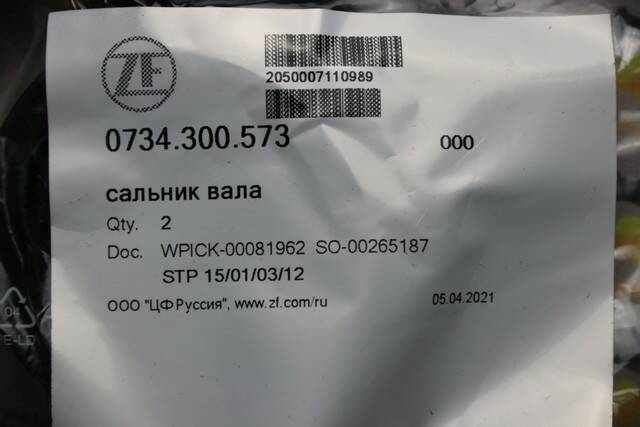 ZF
2050007110989
0734.300.573 000
сальник вала
Qty. 2
Doc. WPICK-00081962 SO-00265187
STP 15/01/03/12
ООО "ЦФ Руссия", www.zf.com/ru 05.04.2021
04